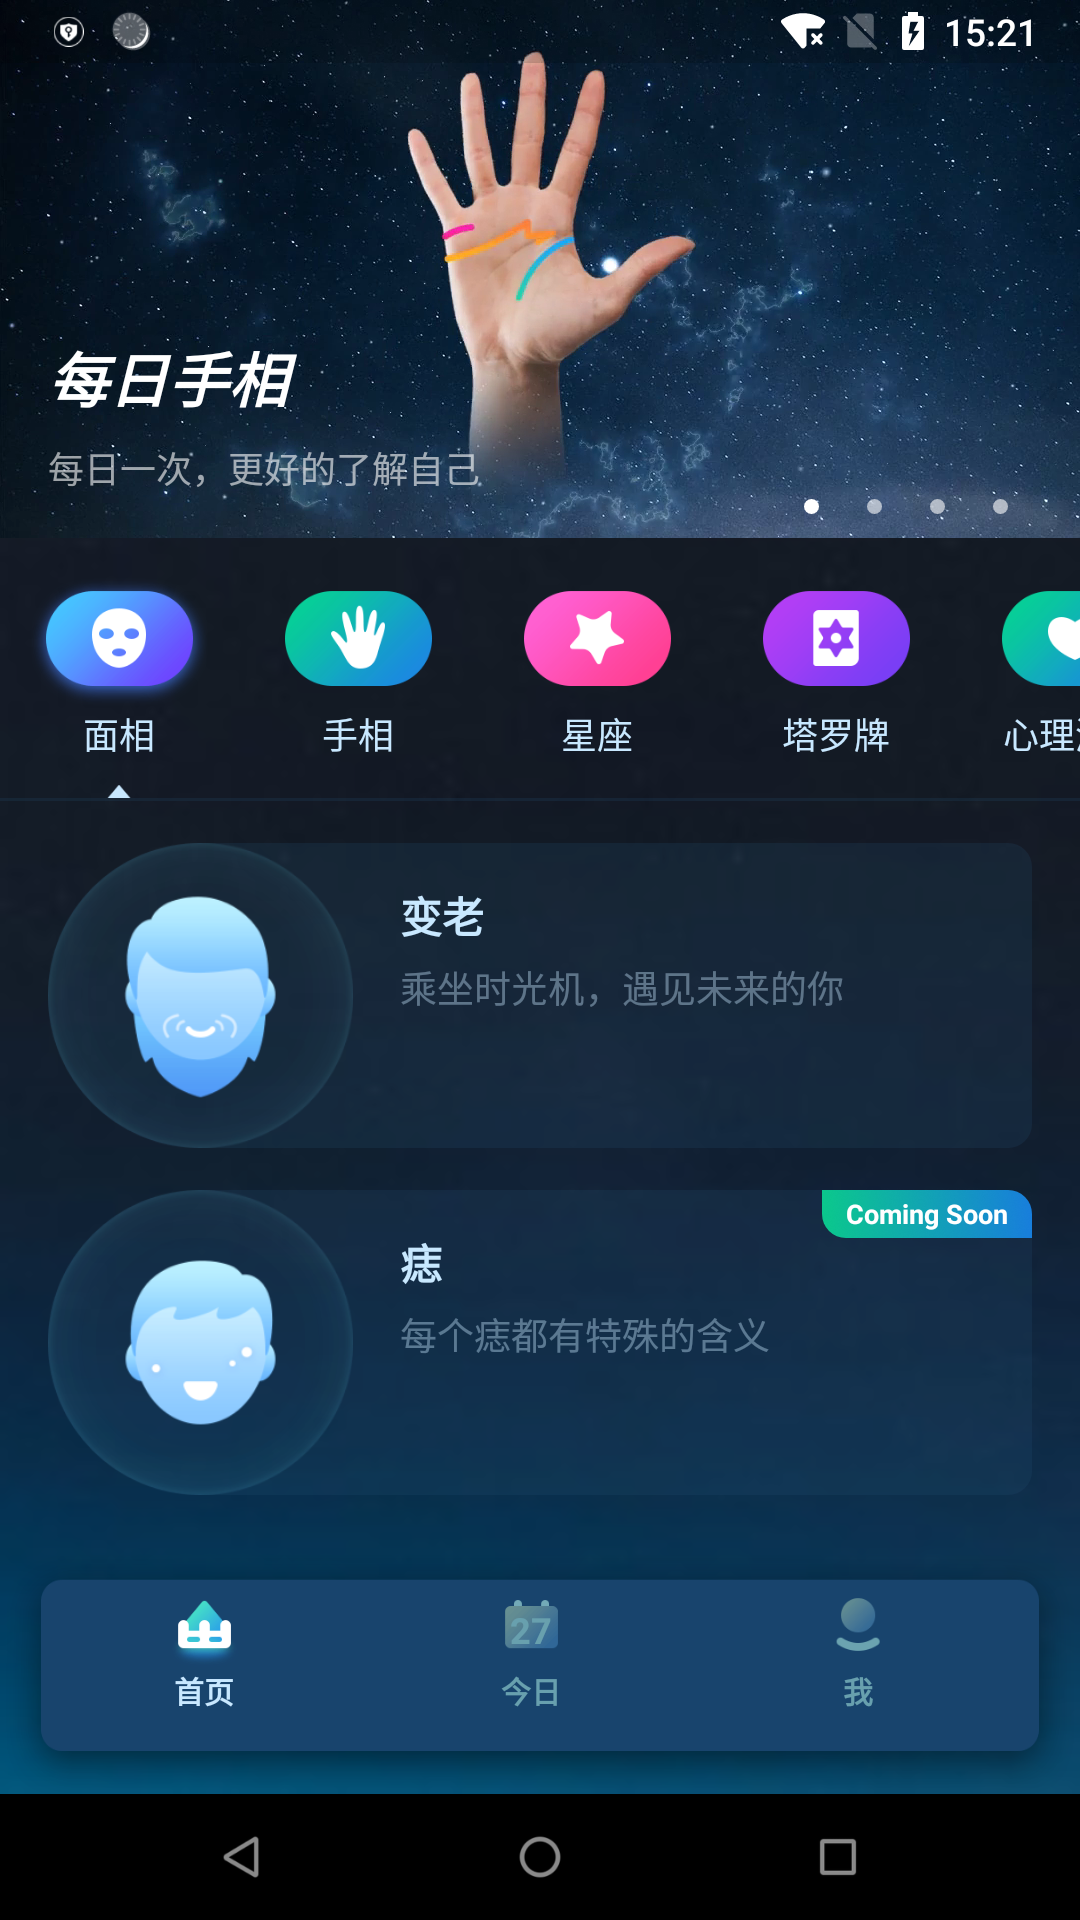 15:21
每日手相
每日一次，更好的了解自己
面相
手相
星座
塔罗牌
心理
变老
乘坐时光机，遇见未来的你
Coming Soon
痣
每个痣都有特殊的含义
27
首页
今日
我